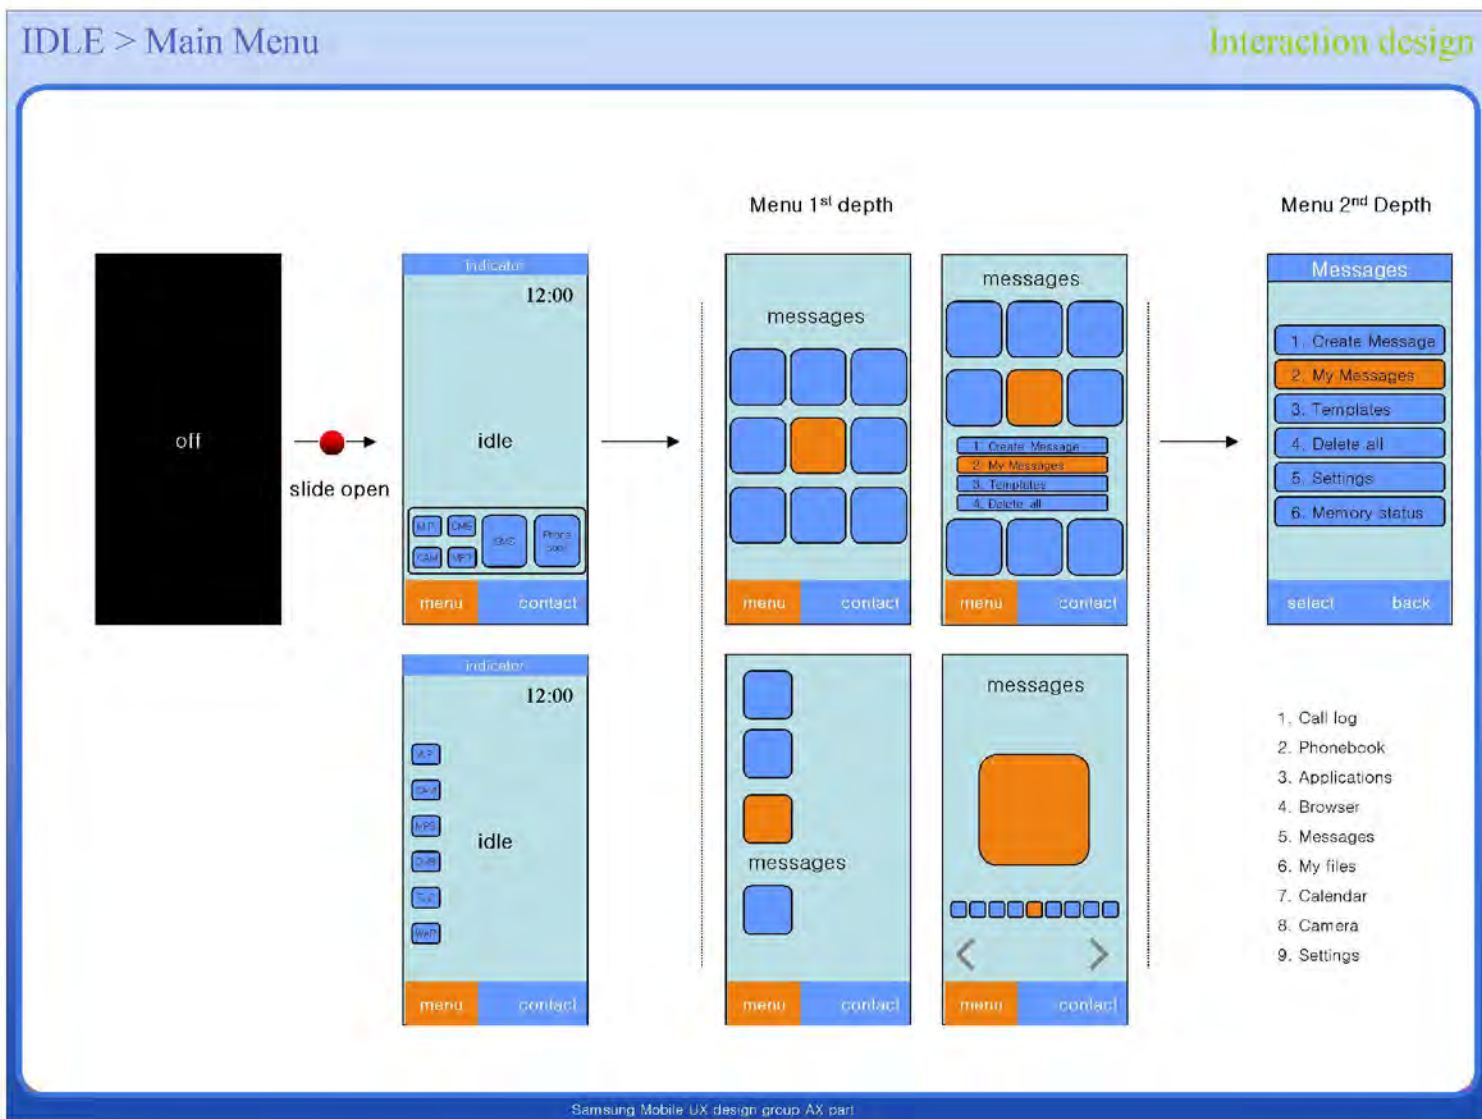 IDLE > Main Menu
Interaction design
Menu 1st depth
Menu 2nd Depth
off
slide open
indicator
12:00
idle
CAM
menu contact
messages
menu contact
messages
1. Create Message
2. My Messages
3. Templates
4. Delete all
menu contact
Messages
1. Create Message
2. My Messages
3. Templates
4. Delete all
5. Settings
6. Memory status
select back
indicator
12:00
idle
menu contact
messages
menu contact
messages
< >
menu contact
1. Call log
2. Phonebook
3. Applications
4. Browser
5. Messages
6. My files
7. Calendar
8. Camera
9. Settings
Samsung Mobile UX design group AX part